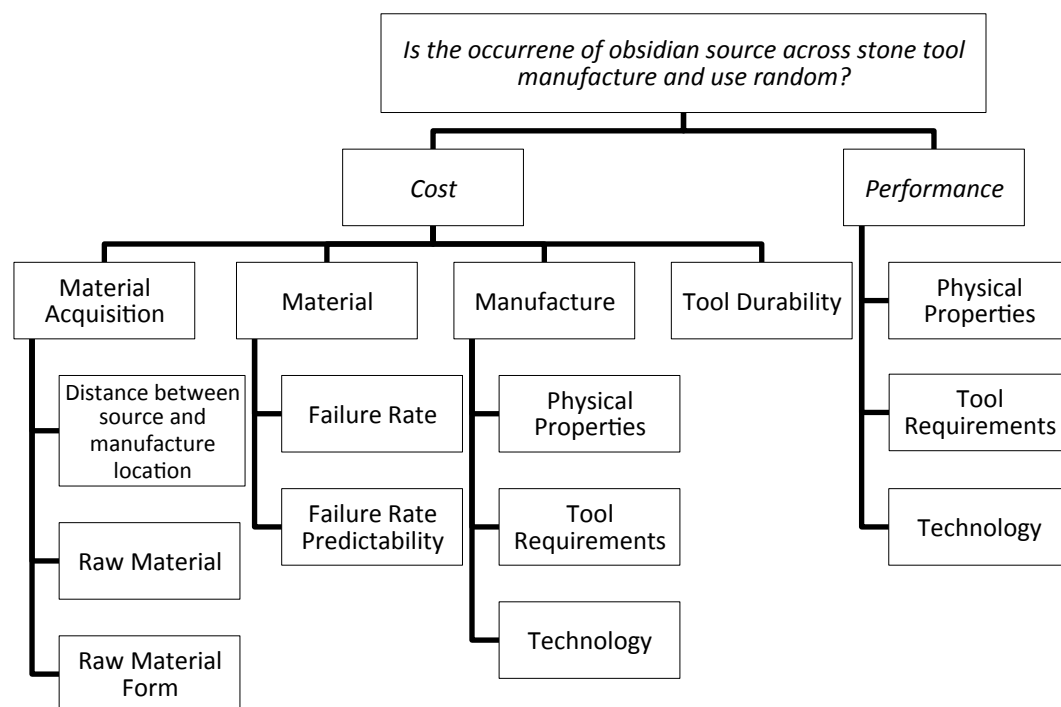 Is the occurrene of obsidian source across stone tool
manufacture and use random?
Cost
Performance
Material
Acquisition
Material
Manufacture
Tool Durability
Physical
Properties
Distance between
source and
manufacture
location
Failure Rate
Physical
Properties
Tool
Requirements
Raw Material
Failure Rate
Predictability
Tool
Requirements
Technology
Raw Material
Form
Technology